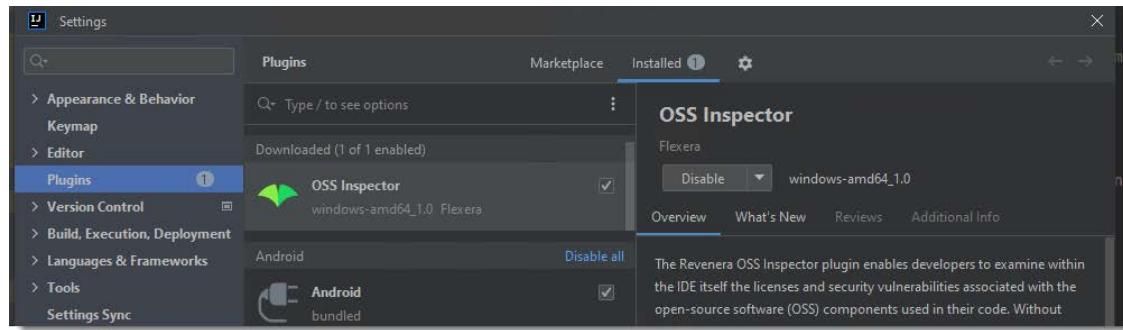 IJ Settings
Plugins Marketplace Installed 1
Appearance & Behavior
Keymap
Editor
Plugins 1
Version Control
Build, Execution, Deployment
Languages & Frameworks
Tools
Settings Sync
Type / to see options
Downloaded (1 of 1 enabled)
OSS Inspector
windows-amd64_1.0 Flexera
Android Disable all
Android
bundled
OSS Inspector
Flexera
Disable windows-amd64_1.0
Overview What's New Reviews Additional Info
The Revenera OSS Inspector plugin enables developers to examine within
the IDE itself the licenses and security vulnerabilities associated with the
open-source software (OSS) components used in their code. Without